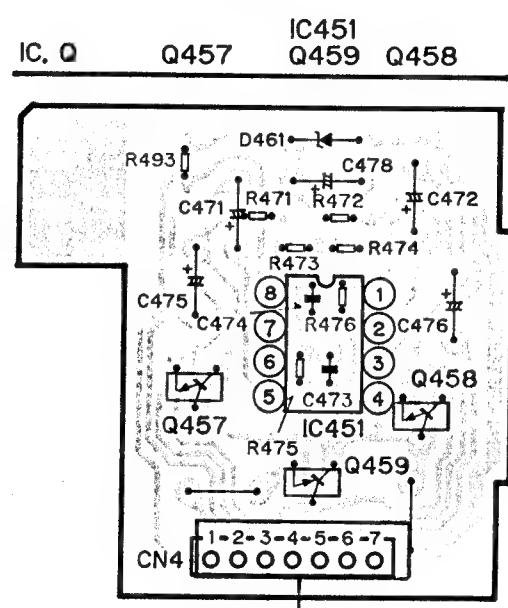 IC451
IC, Q Q457 Q459 Q458
D461
R493
C478
C471 R471 R472 C472
R473 R474
C475
8 1
C474 7 R476 2 C476
6 3
5 C473 4
Q458
Q457
IC451
R475
Q459
1-2-3-4-5-6-7
CN4